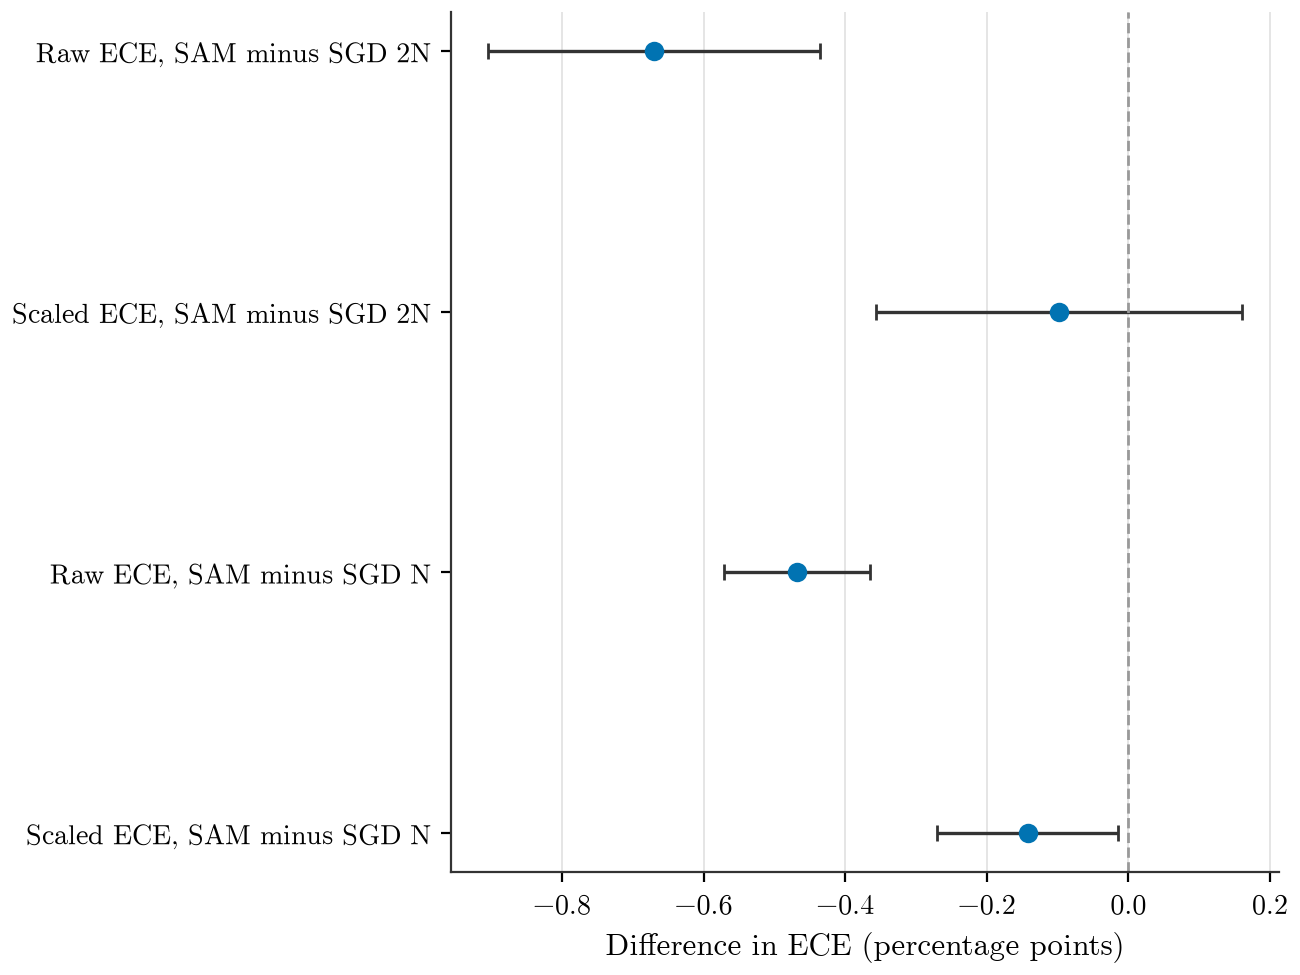 Raw ECE, SAM minus SGD 2N
Scaled ECE, SAM minus SGD 2N
Raw ECE, SAM minus SGD N
Scaled ECE, SAM minus SGD N
−0.8 −0.6 −0.4 −0.2 0.0 0.2
Difference in ECE (percentage points)